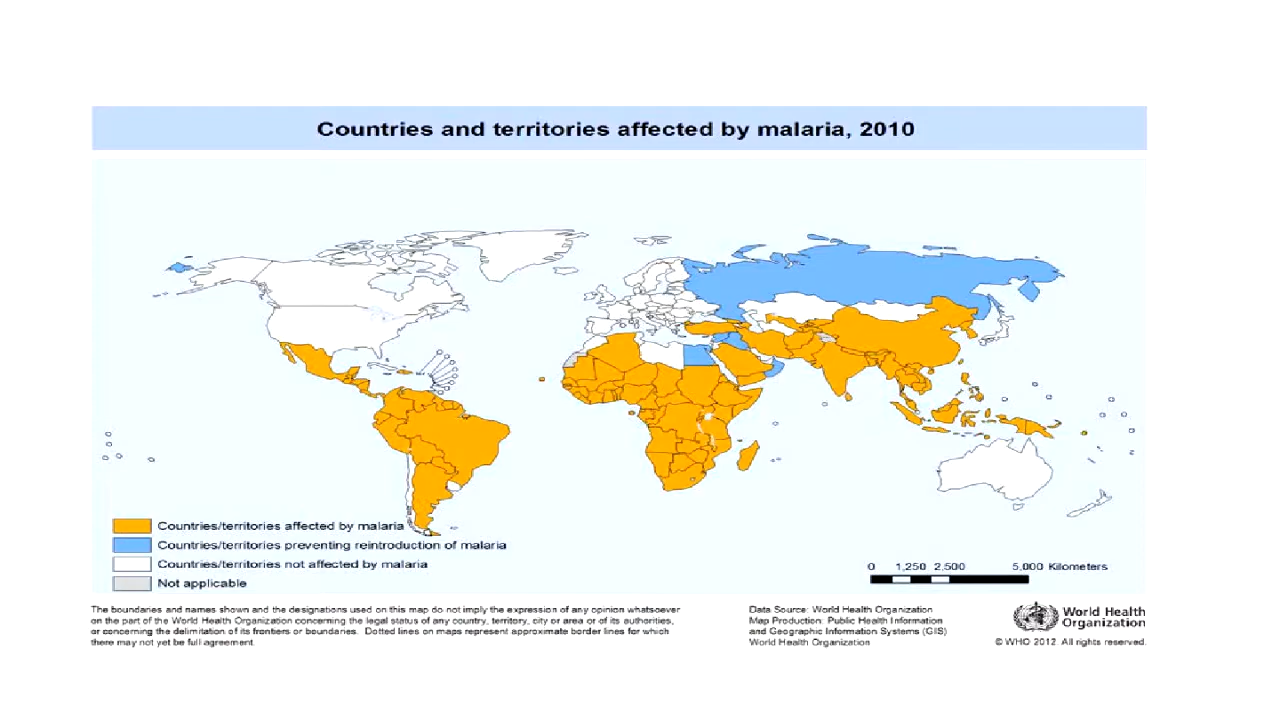 Countries and territories affected by malaria, 2010
Countries/territories affected by malaria
Countries/territories preventing reintroduction of malaria
Countries/territories not affected by malaria
Not applicable
0 1,250 2,500 5,000 Kilometers
The boundaries and names shown and the designations used on this map do not imply the expression of any opinion whatsoever
on the part of the World Health Organization concerning the legal status of any country, territory, city or area or of its authorities,
or concerning the delimitation of its frontiers or boundaries. Dotted lines on maps represent approximate border lines for which
there may not yet be full agreement.
Data Source: World Health Organization
Map Production: Public Health Information
and Geographic Information Systems (GIS)
World Health Organization
World Health
Organization
© WHO 2012. All rights reserved.